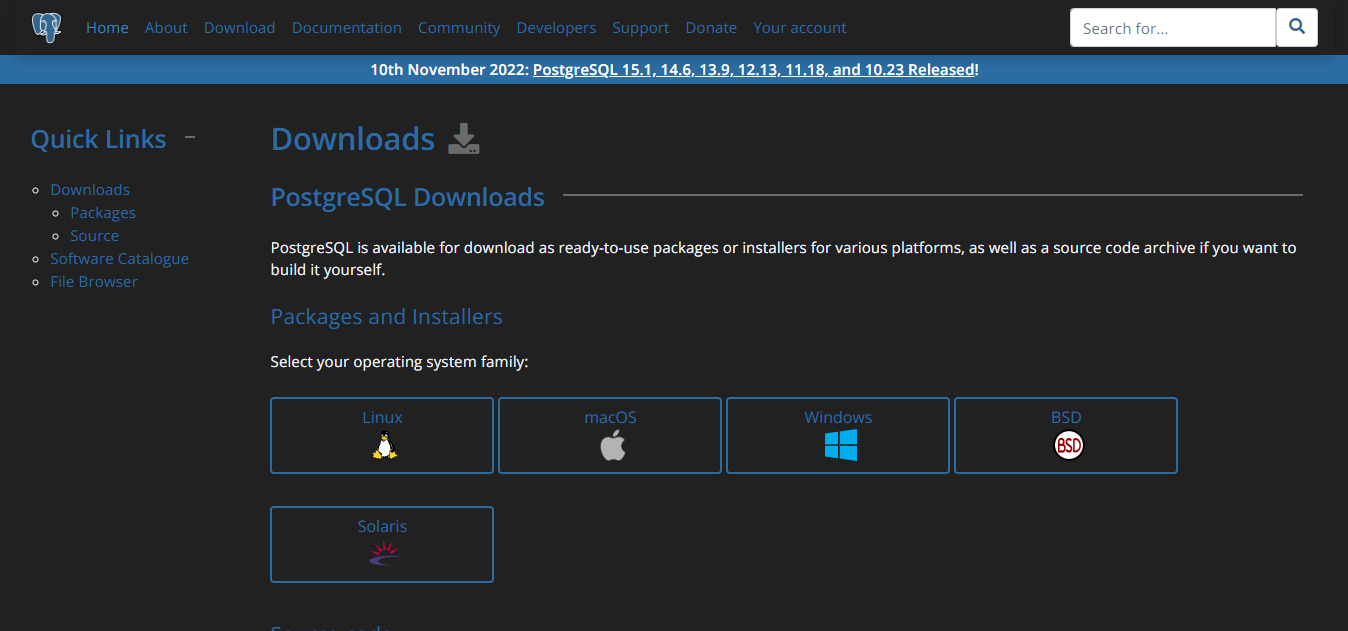 Home About Download Documentation Community Developers Support Donate Your account Search for...
10th November 2022: PostgreSQL 15.1, 14.6, 13.9, 12.13, 11.18, and 10.23 Released!
Quick Links
Downloads
Packages
Source
Software Catalogue
File Browser
Downloads
PostgreSQL Downloads
PostgreSQL is available for download as ready-to-use packages or installers for various platforms, as well as a source code archive if you want to
build it yourself.
Packages and Installers
Select your operating system family:
Linux macOS Windows BSD
BSD
Solaris